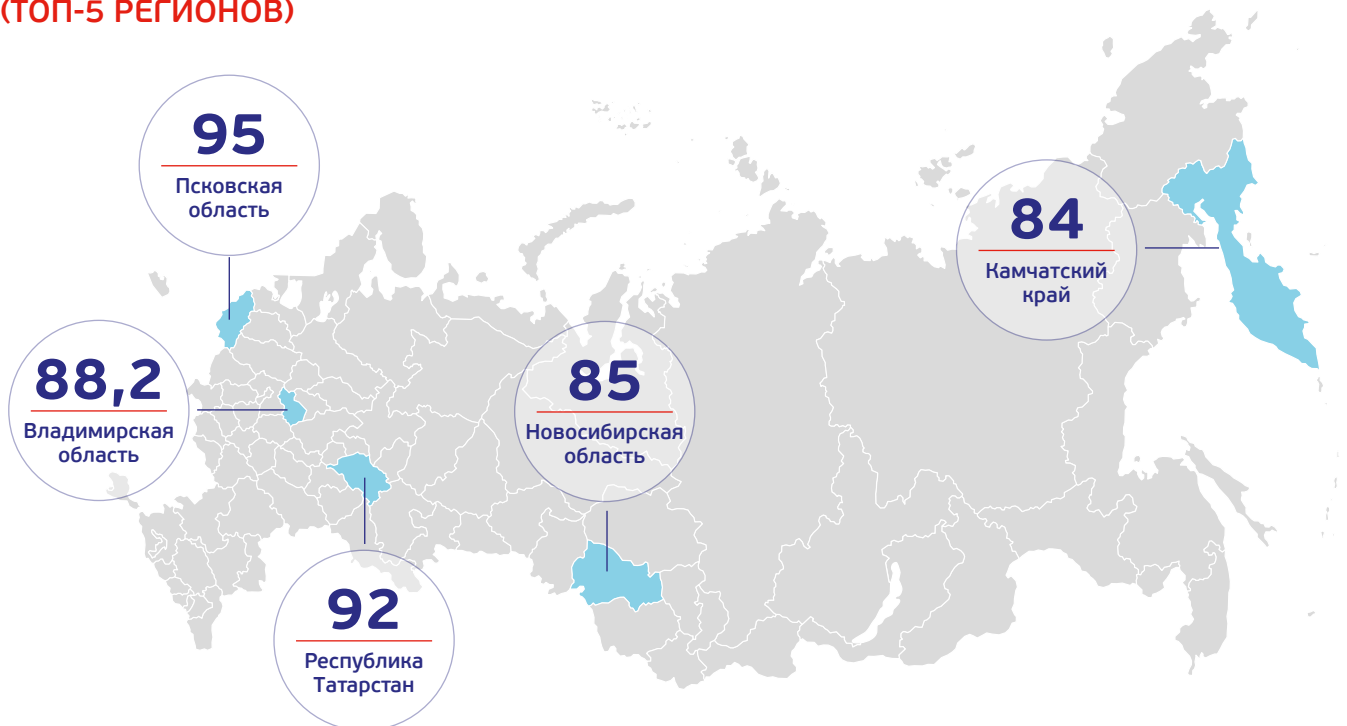 (ТОП-5 РЕГИОНОВ)
95
Псковская
область
84
Камчатский
край
88,2
Владимирская
область
85
Новосибирская
область
92
Республика
Татарстан